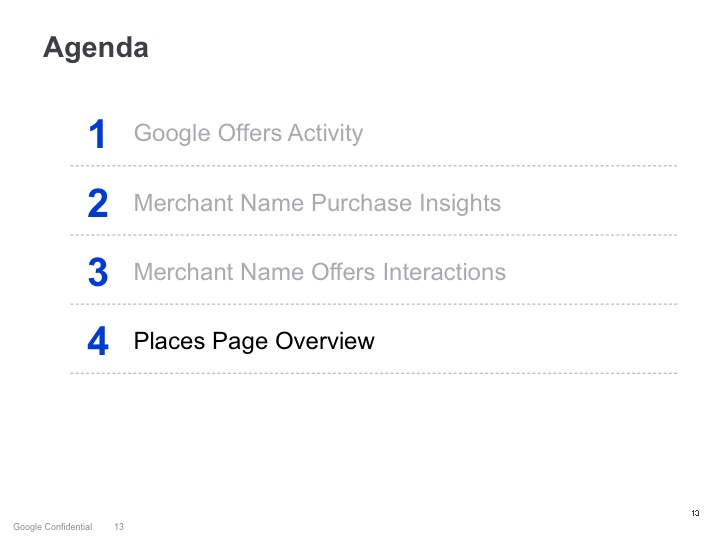 Agenda
1 Google Offers Activity
2 Merchant Name Purchase Insights
3 Merchant Name Offers Interactions
4 Places Page Overview
13
Google Confidential 13